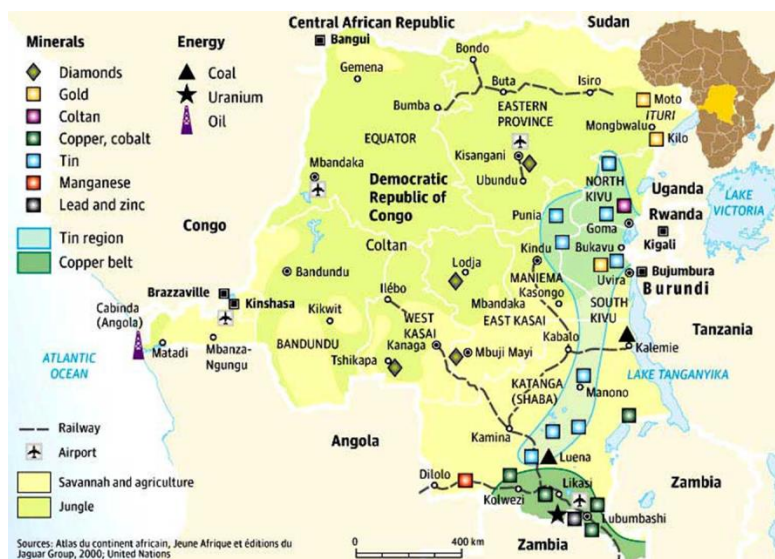 Minerals
Diamonds
Gold
Coltan
Copper, cobalt
Tin
Manganese
Lead and zinc
Tin region
Copper belt
Energy
Coal
Uranium
Oil
Central African Republic
Sudan
Bangui
Bondo
Gemena
Buta
Isiro
Bumba
EASTERN
PROVINCE
Moto
ITURI
Mongbwalu
Kilo
EQUATOR
Kisangani
Mbandaka
Ubundu
Democratic
Republic of
Congo
NORTH
KIVU
Uganda
LAKE
VICTORIA
Congo
Punia
Goma
Rwanda
Bukavu
Kigali
Coltan
Kindu
Lodja
Bandundu
MANIEMA
Uvira
Bujumbura
Burundi
Brazzaville
Kinshasa
Ilébo
Kasongo
Mbandaka
SOUTH
KIVU
Cabinda
(Angola)
Kikwit
WEST
KASAI
EAST KASAI
Tanzania
Matadi
Mbanza-
Ngungu
BANDUNDU
Kanaga
Tshikapa
Mbuji Mayi
Kabalo
Kalemie
ATLANTIC
OCEAN
LAKE TANGANYIKA
KATANGA
(SHABA)
Manono
Railway
Airport
Savannah and agriculture
Jungle
Angola
Kamina
Luena
Dilolo
Kolwezi
Likasi
Lubumbashi
Zambia
Zambia
0
400 km
Sources: Atlas du continent africain, Jeune Afrique et éditions du
Jaguar Group, 2000; United Nations